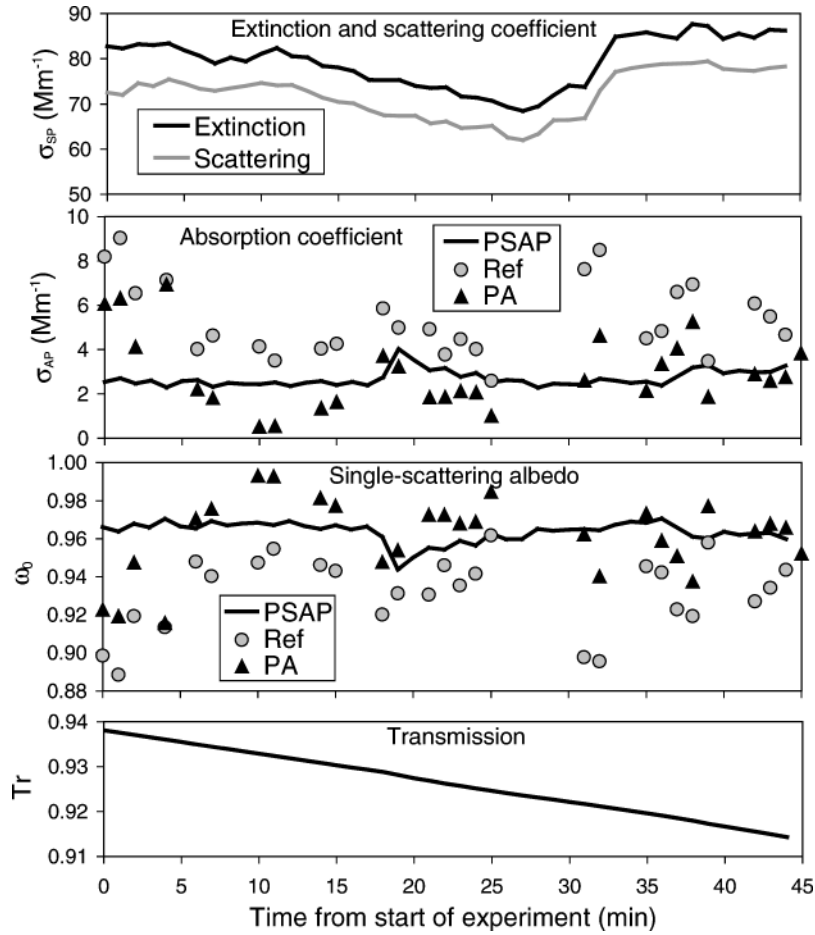 Extinction and scattering coefficient
σSP (Mm⁻¹)
90
80
70
60
50
Extinction
Scattering
Absorption coefficient
σAP (Mm⁻¹)
10
8
6
4
2
0
PSAP
Ref
PA
Single-scattering albedo
ω₀
1.00
0.98
0.96
0.94
0.92
0.90
0.88
PSAP
Ref
PA
Transmission
Tr
0.94
0.93
0.92
0.91
0 5 10 15 20 25 30 35 40 45
Time from start of experiment (min)